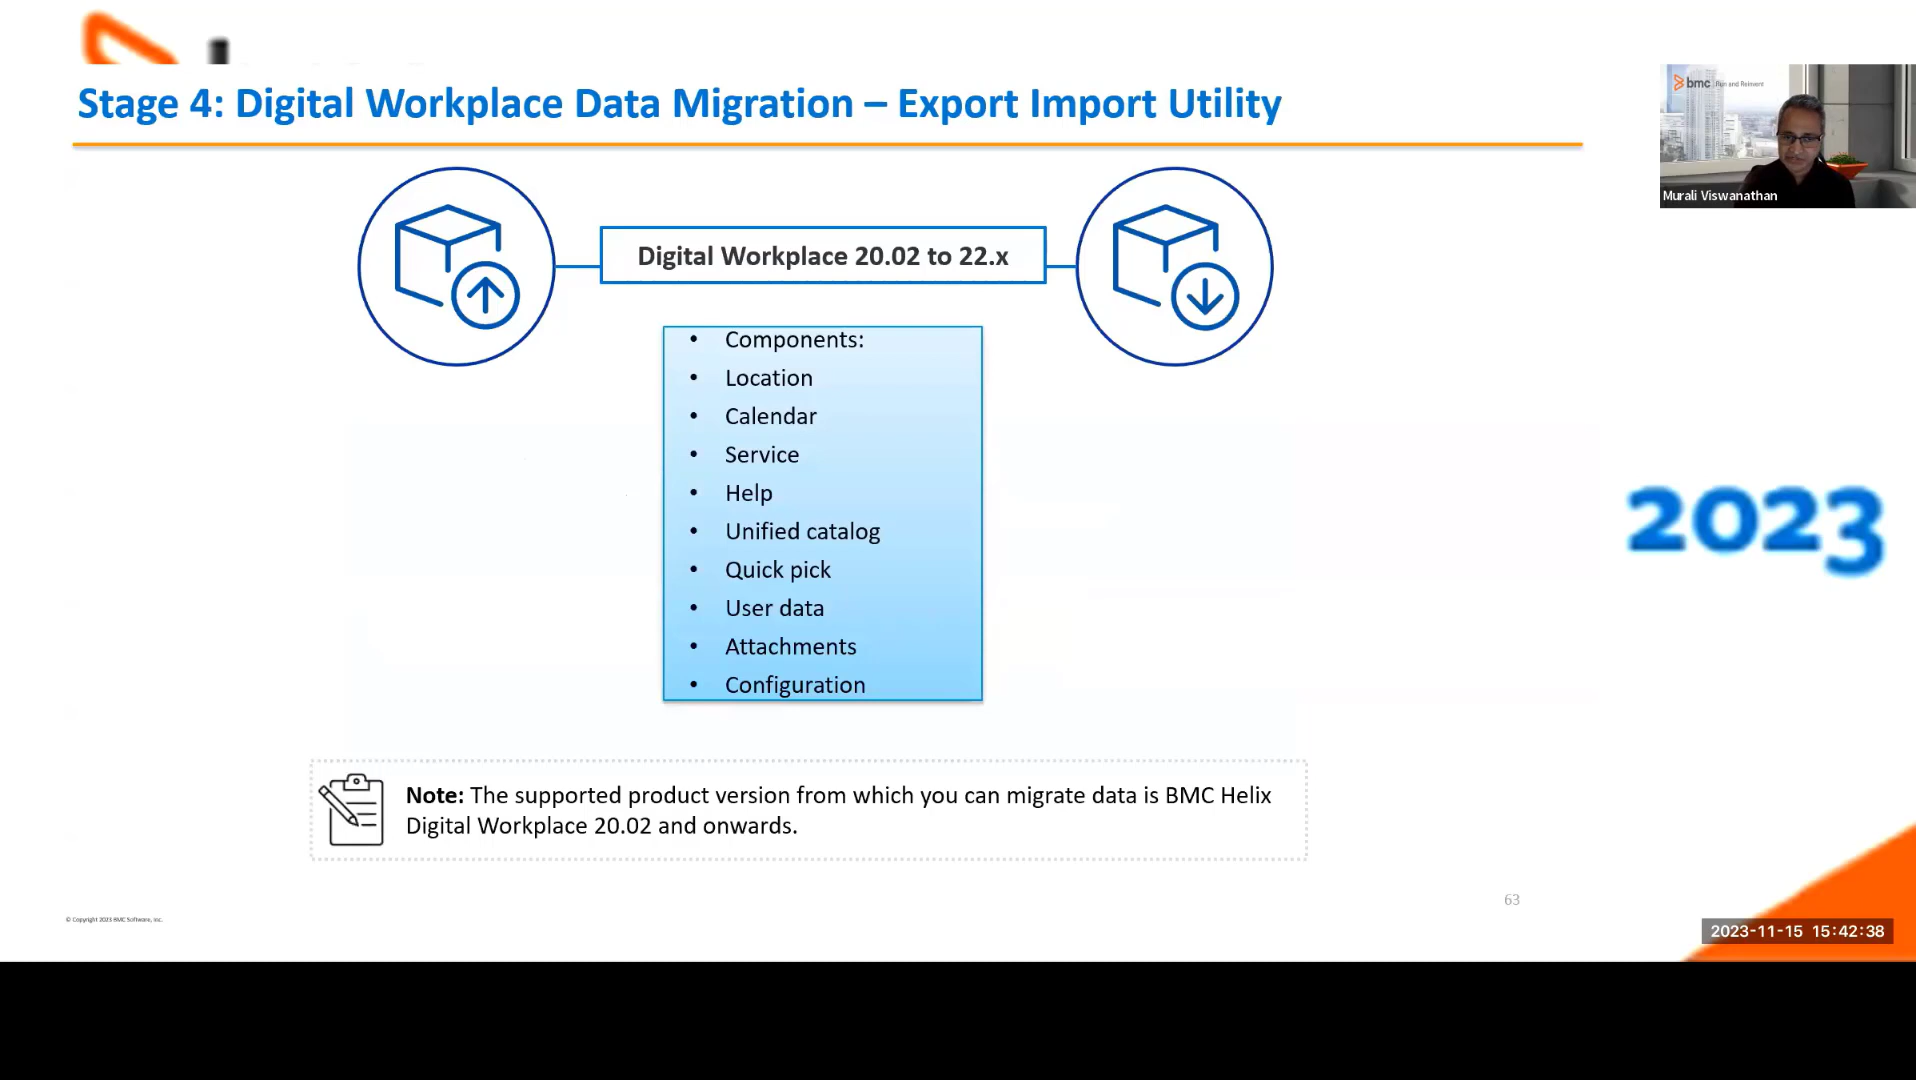 Stage 4: Digital Workplace Data Migration – Export Import Utility
bmc Run and Reinvent
Murali Viswanathan
Digital Workplace 20.02 to 22.x
• Components:
• Location
• Calendar
• Service
• Help
• Unified catalog
• Quick pick
• User data
• Attachments
• Configuration
2023
Note: The supported product version from which you can migrate data is BMC Helix
Digital Workplace 20.02 and onwards.
63
© Copyright 2023 BMC Software, Inc.
2023-11-15 15:42:38